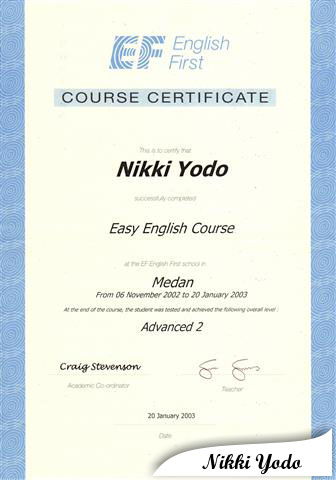 EF English
First
COURSE CERTIFICATE
This is to certify that
Nikki Yodo
successfully completed
Easy English Course
at the EF English First school in
Medan
From 06 November 2002 to 20 January 2003
At the end of the course, the student was tested and achieved the following overall level :
Advanced 2
Craig Stevenson
Academic Co-ordinator
Teacher
20 January 2003
Date
Nikki Yodo